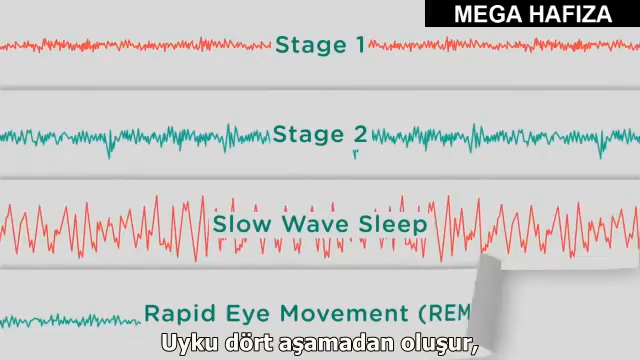 MEGA HAFIZA
Stage 1
Stage 2
Slow Wave Sleep
Rapid Eye Movement (REM
Uyku dört aşamadan oluşur,